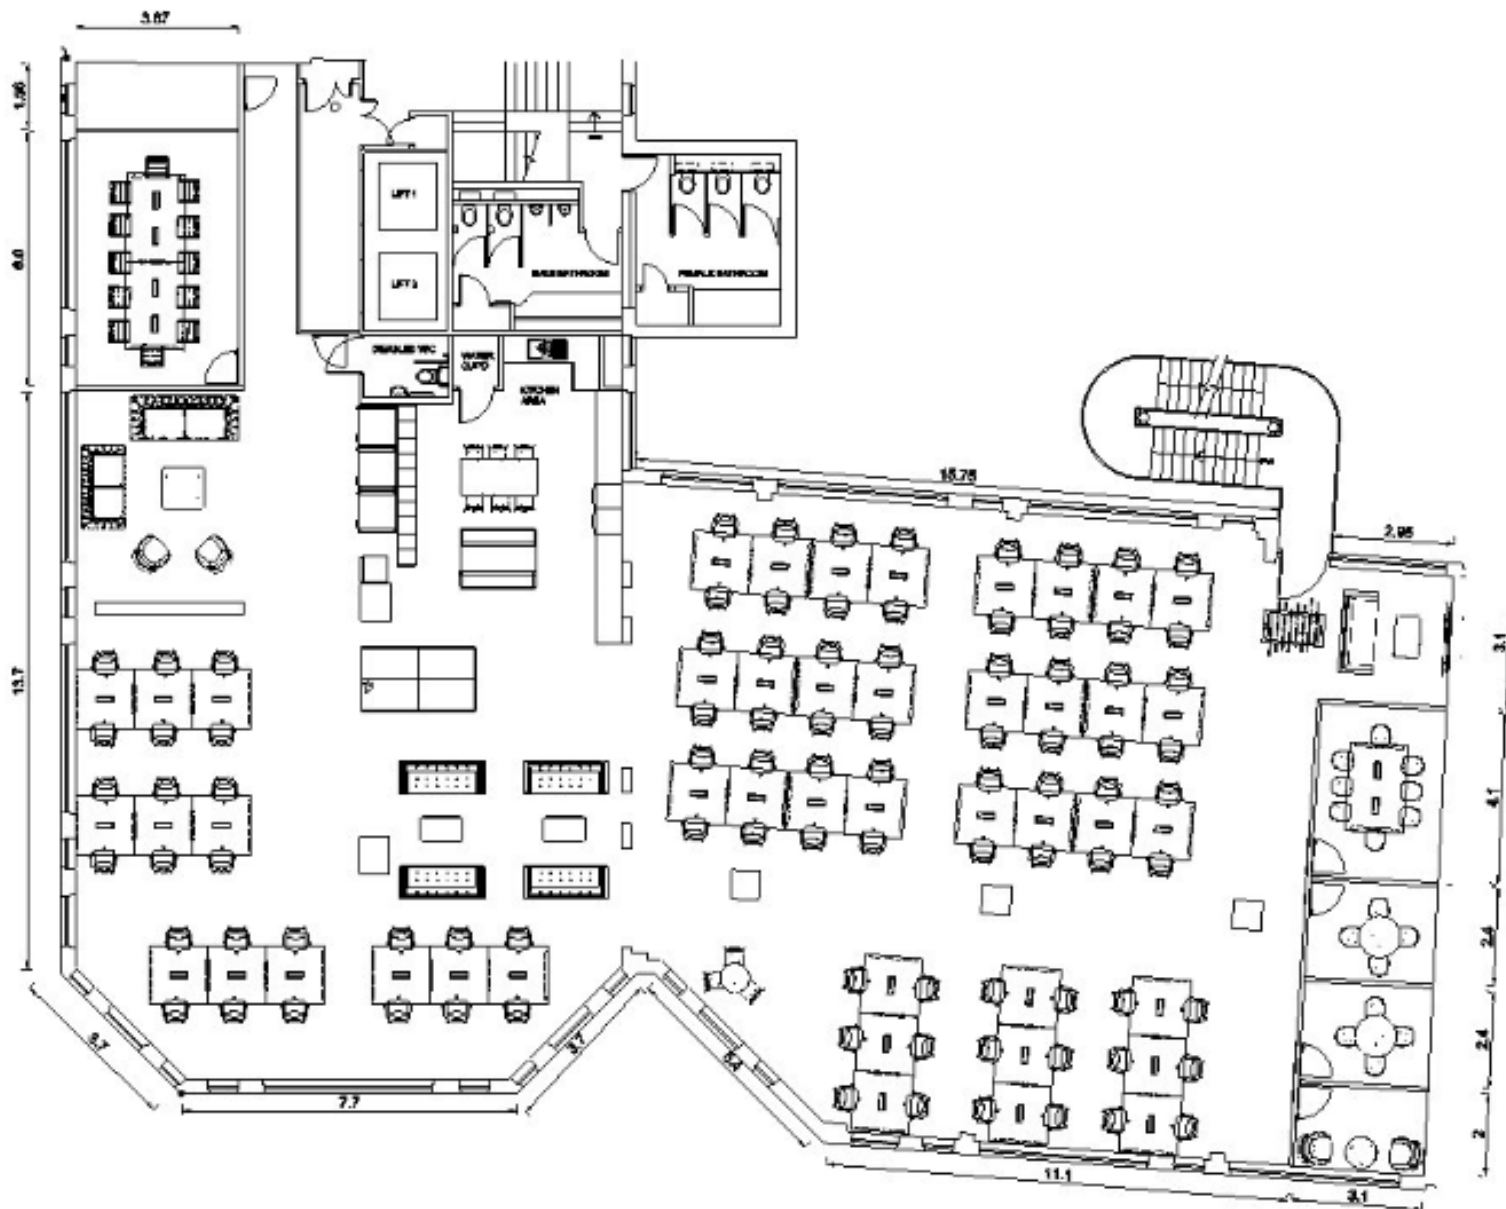 3.67
1.56
LIFT 1
6.0
MALE BATHROOM
FEMALE BATHROOM
LIFT 2
DISABLED WC
KITCHEN
AREA
15.75
2.95
3.1
13.7
4.1
2.4
2.4
3.7
5.4
7.7
2
11.1
3.1